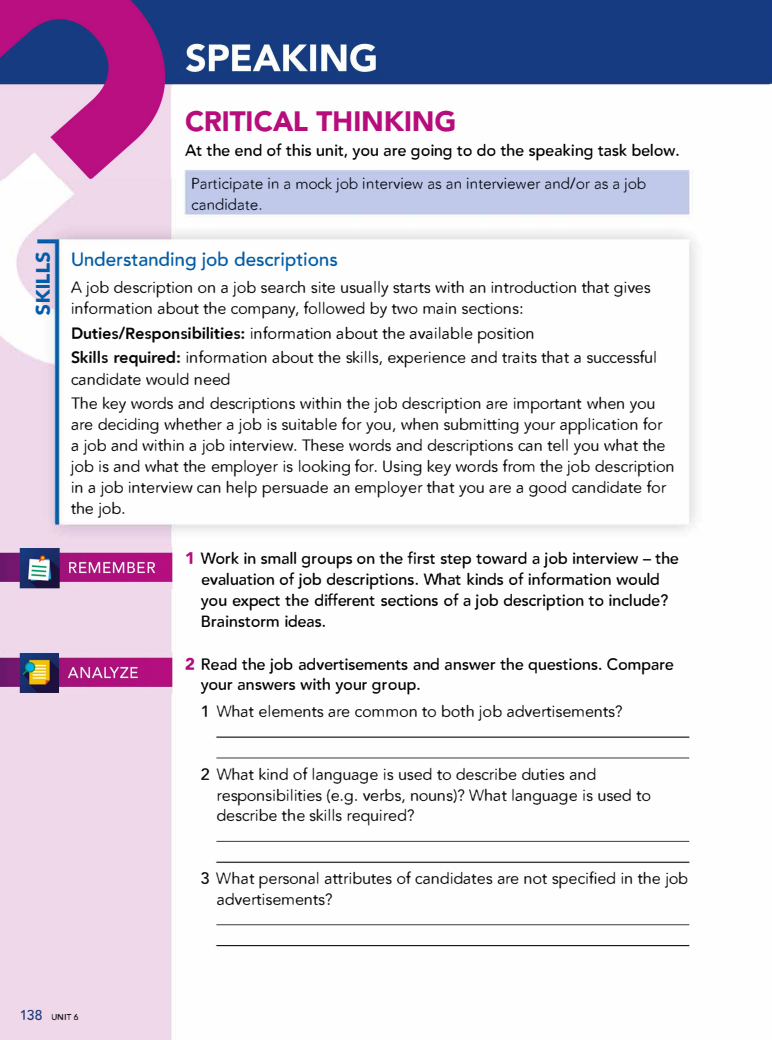 SPEAKING
CRITICAL THINKING
At the end of this unit, you are going to do the speaking task below.
Participate in a mock job interview as an interviewer and/or as a job
candidate.
SKILLS
Understanding job descriptions
A job description on a job search site usually starts with an introduction that gives
information about the company, followed by two main sections:
Duties/Responsibilities: information about the available position
Skills required: information about the skills, experience and traits that a successful
candidate would need
The key words and descriptions within the job description are important when you
are deciding whether a job is suitable for you, when submitting your application for
a job and within a job interview. These words and descriptions can tell you what the
job is and what the employer is looking for. Using key words from the job description
in a job interview can help persuade an employer that you are a good candidate for
the job.
REMEMBER
1 Work in small groups on the first step toward a job interview – the
evaluation of job descriptions. What kinds of information would
you expect the different sections of a job description to include?
Brainstorm ideas.
ANALYZE
2 Read the job advertisements and answer the questions. Compare
your answers with your group.
1 What elements are common to both job advertisements?
2 What kind of language is used to describe duties and
responsibilities (e.g. verbs, nouns)? What language is used to
describe the skills required?
3 What personal attributes of candidates are not specified in the job
advertisements?
138 UNIT 6